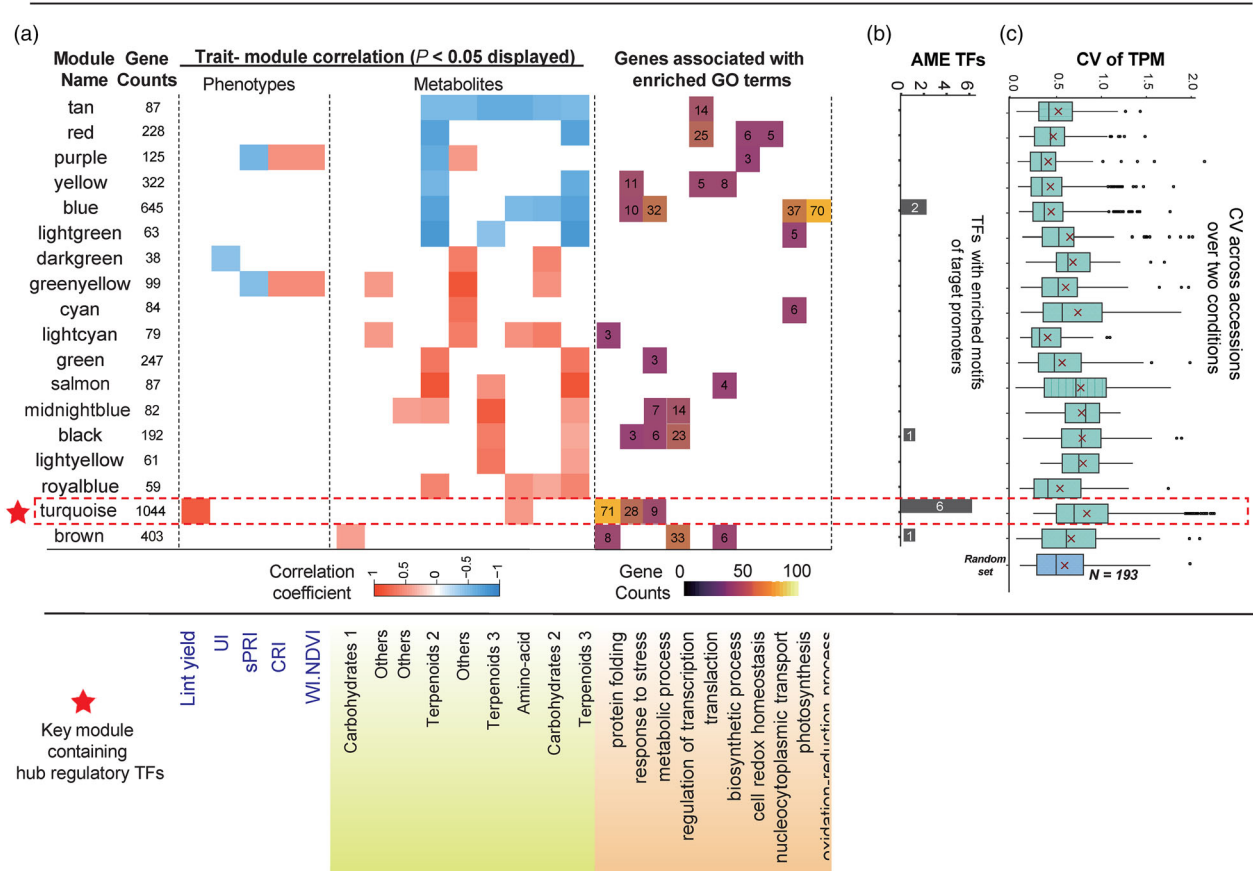 (a)
(b)
(c)
Module Name
Gene Counts
Trait- module correlation (P < 0.05 displayed)
Phenotypes
Metabolites
Genes associated with
enriched GO terms
AME TFs
0 2 4 6
CV of TPM
0.0 0.5 1.0 1.5 2.0
tan 87 14
red 228 25 6 5
purple 125 3
yellow 322 11 5 8
blue 645 10 32 37 70 2
lightgreen 63 5
darkgreen 38
greenyellow 99
cyan 84 6
lightcyan 79 3
green 247 3
salmon 87 4
midnightblue 82 7 14
black 192 3 6 23 1
lightyellow 61
royalblue 59
turquoise 1044 71 28 9 6
brown 403 8 33 6 1
TFs with enriched motifs
of target promoters
CV across accessions
over two conditions
Random
set
N = 193
Correlation
coefficient
1 0.5 0 -0.5 -1
Gene
Counts
0 50 100
Key module
containing
hub regulatory TFs
Lint yield
UI
sPRI
CRI
WI.NDVI
Carbohydrates 1
Others
Others
Terpenoids 2
Others
Terpenoids 3
Amino-acid
Carbohydrates 2
Terpenoids 3
protein folding
response to stress
metabolic process
regulation of transcription
translaction
biosynthetic process
cell redox homeostasis
nucleocytoplasmic transport
photosynthesis
oxidation-reduction process